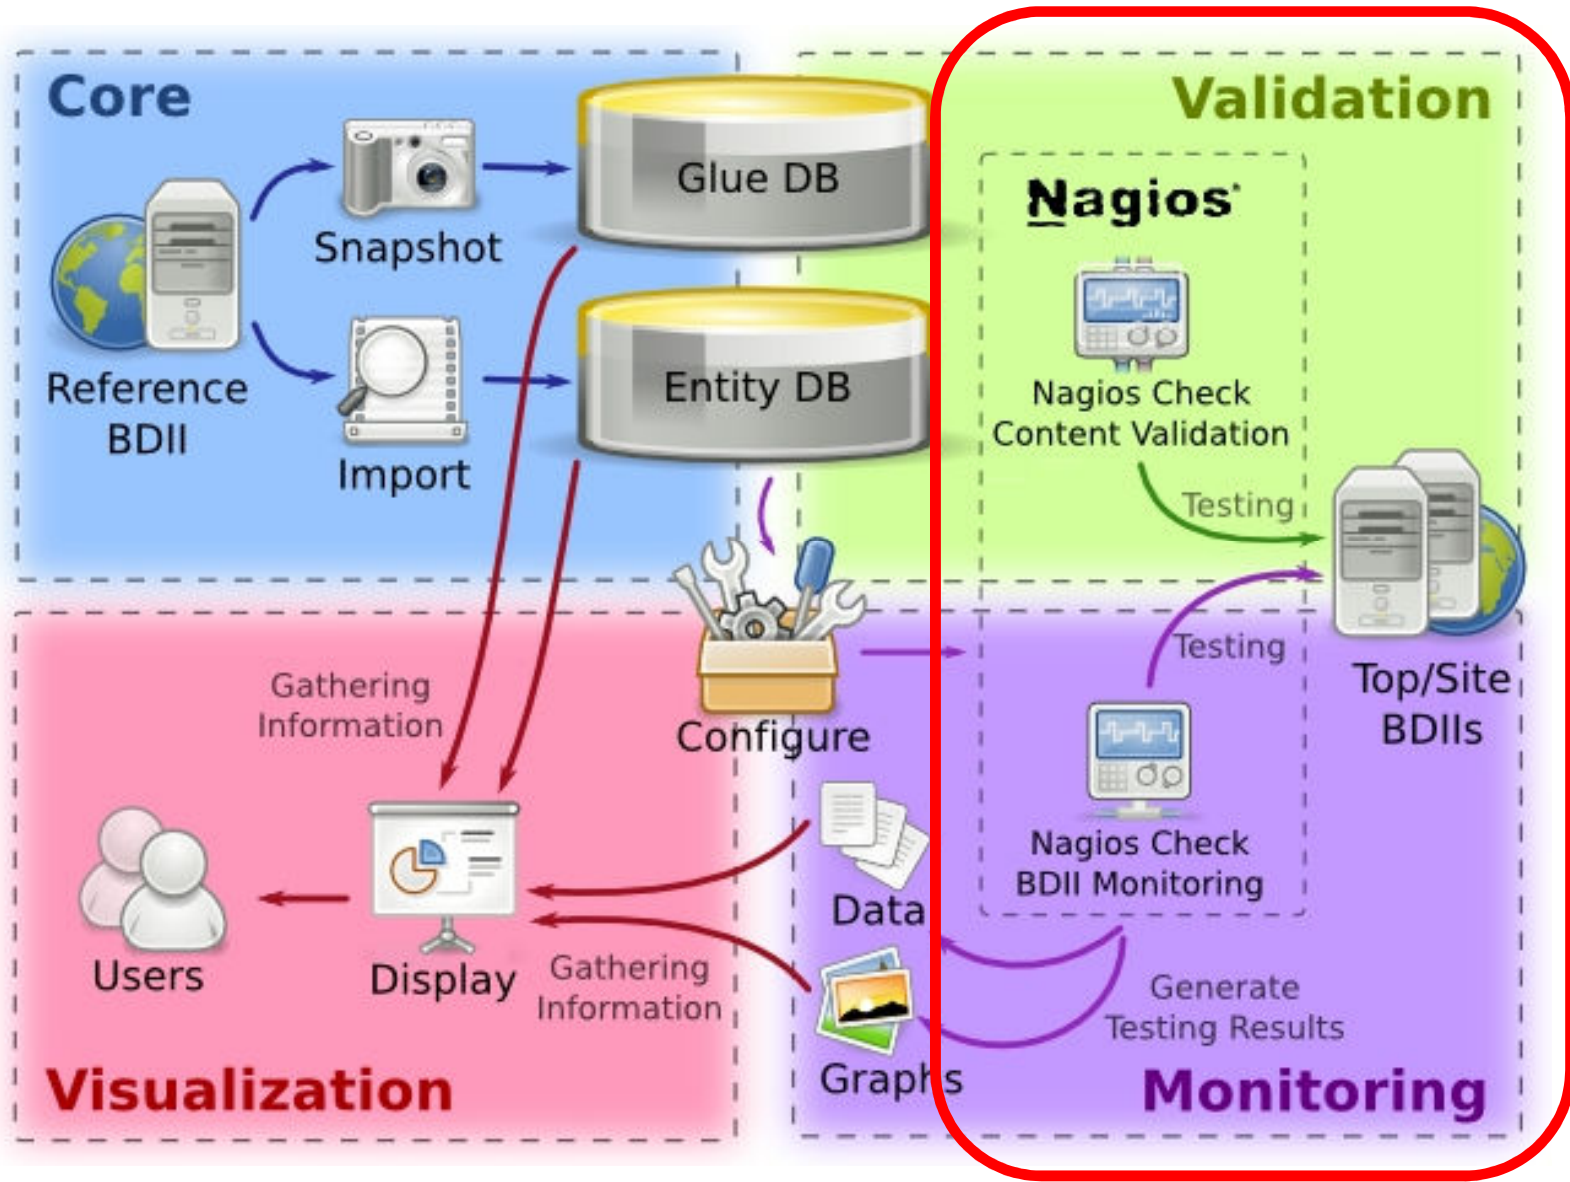 Core
Validation
Glue DB
Nagios
Snapshot
Reference
BDII
Entity DB
Nagios Check
Content Validation
Import
Testing
Testing
Gathering
Information
Configure
Top/Site
BDIIs
Nagios Check
BDII Monitoring
Data
Users
Display
Gathering
Information
Generate
Testing Results
Graphs
Visualization
Monitoring